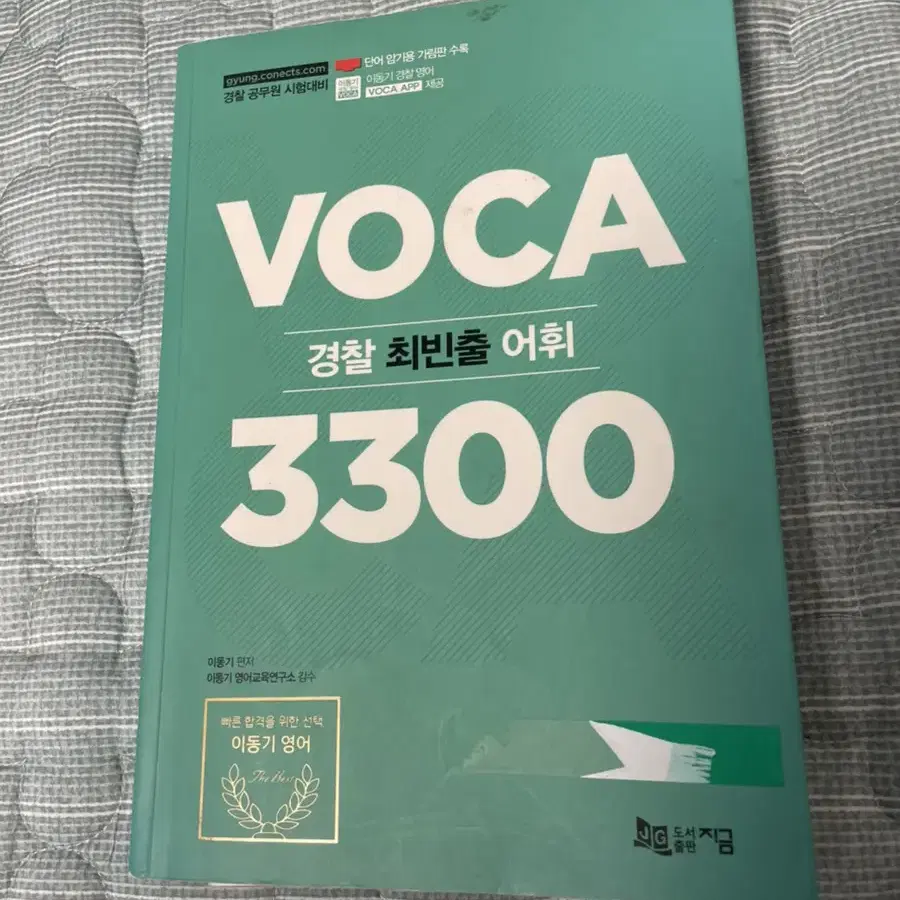 gyung.conects.com
경찰 공무원 시험대비
단어 암기용 가림판 수록
이동기 경찰 영어
VOCA APP 제공
VOCA
경찰 최빈출 어휘
3300
이동기 편저
이동기 영어교육연구소 감수
빠른 합격을 위한 선택
이동기 영어
The Best
JG 도서출판 지금